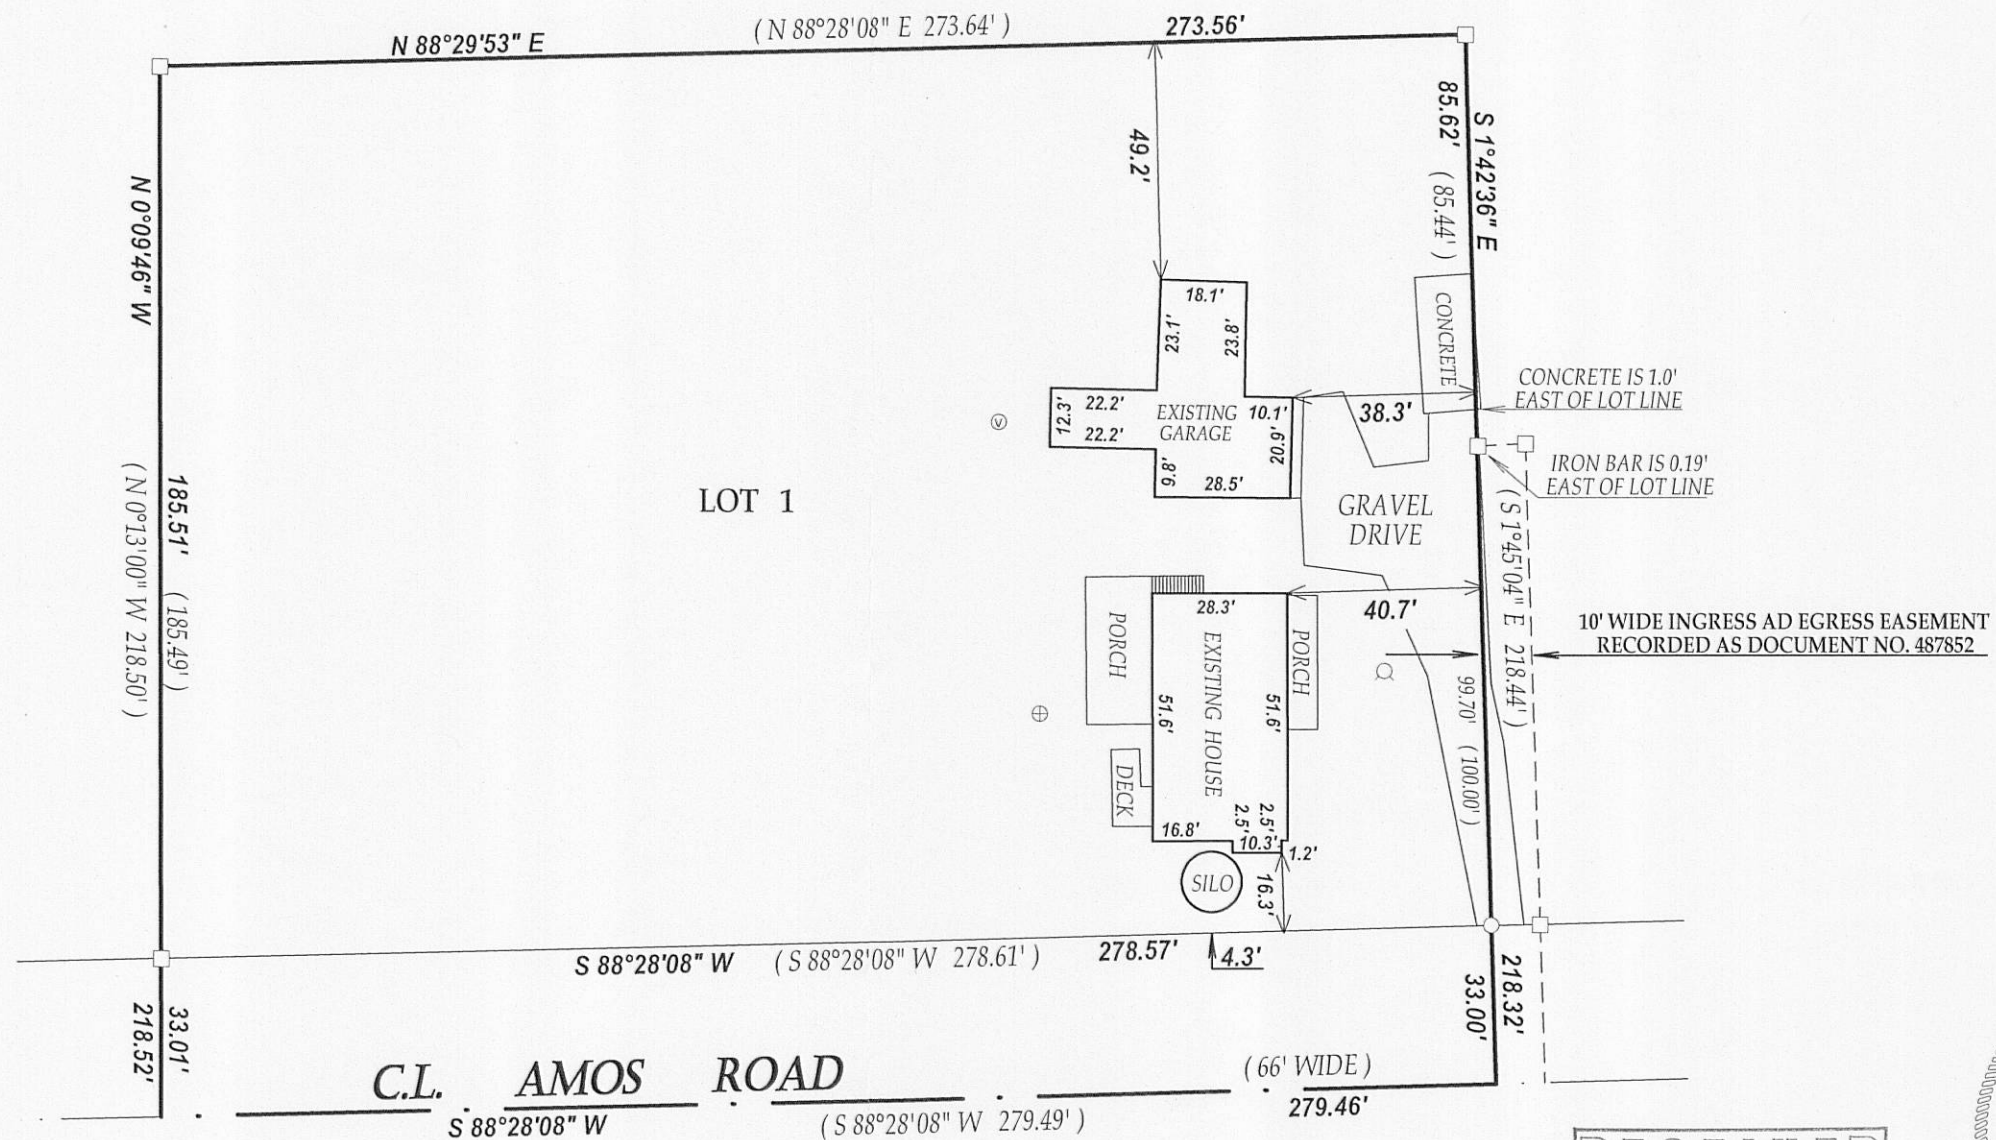 N 88°29'53" E
( N 88°28'08" E 273.64' )
273.56'
85.62' ( 85.44' )
S 1°42'36" E
49.2'
N 0°09'46" W
18.1'
23.1'
23.8'
CONCRETE
CONCRETE IS 1.0'
EAST OF LOT LINE
12.3'
22.2'
22.2'
EXISTING
GARAGE
10.1'
20.9'
38.3'
9.8'
28.5'
V
IRON BAR IS 0.19'
EAST OF LOT LINE
LOT 1
GRAVEL
DRIVE
185.51' ( 185.49' )
( N 0°13'00" W 218.50' )
( S 1°45'04" E 218.44' )
28.3'
40.7'
PORCH
EXISTING HOUSE
PORCH
10' WIDE INGRESS AD EGRESS EASEMENT
RECORDED AS DOCUMENT NO. 487852
51.6'
51.6'
99.70' ( 100.00' )
DECK
16.8'
2.5'
2.5'
10.3'
1.2'
SILO
16.3'
S 88°28'08" W ( S 88°28'08" W 278.61' )
278.57'
4.3'
33.01'
218.52'
33.00'
218.32'
C.L. AMOS ROAD
( 66' WIDE )
S 88°28'08" W
( S 88°28'08" W 279.49' )
279.46'